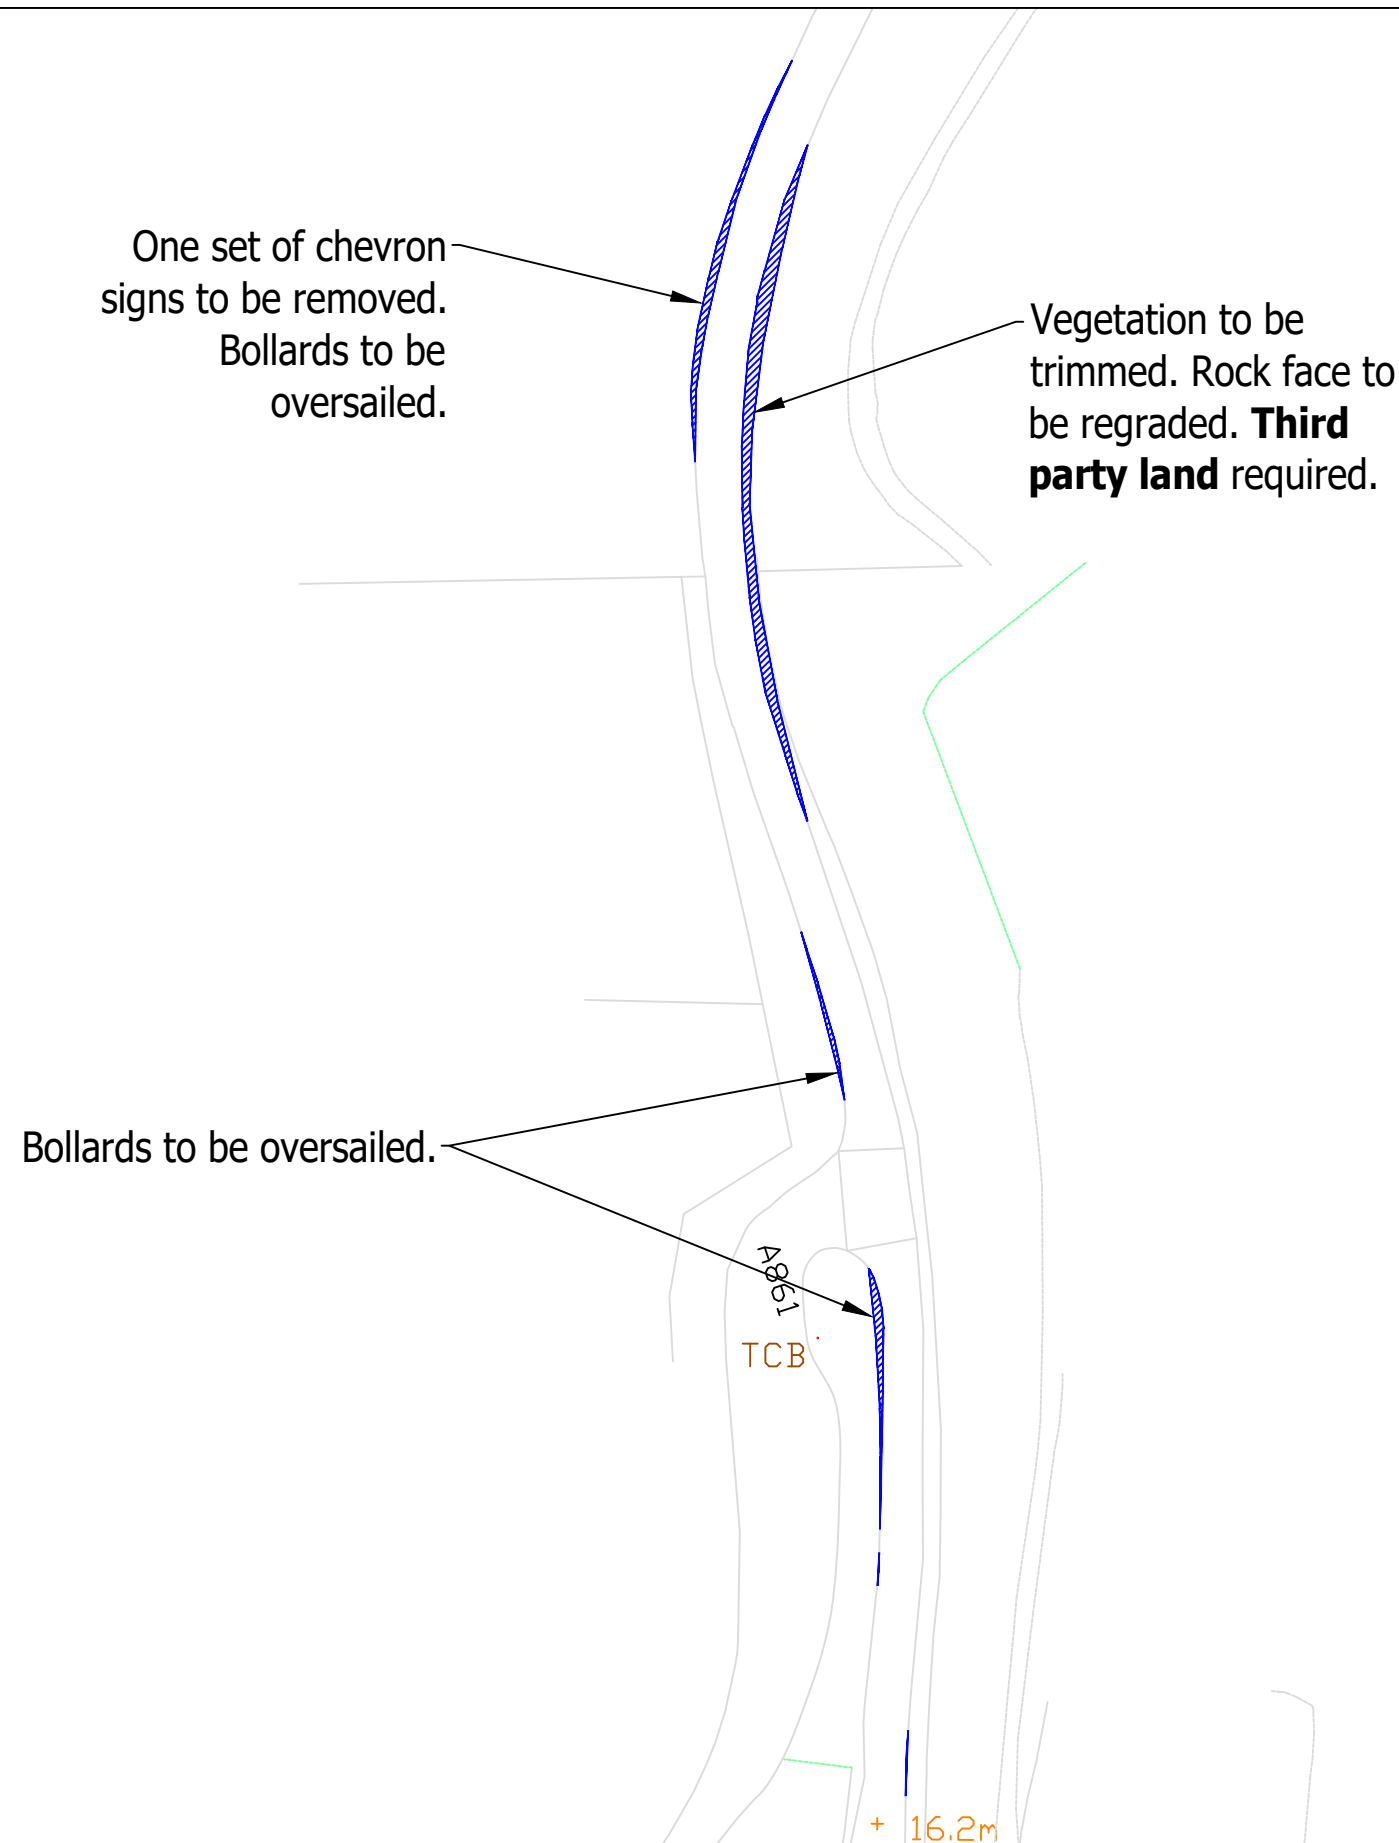 One set of chevron
signs to be removed.
Bollards to be
oversailed.
Vegetation to be
trimmed. Rock face to
be regraded. Third
party land required.
Bollards to be oversailed.
A861
TCB
+ 16.2m